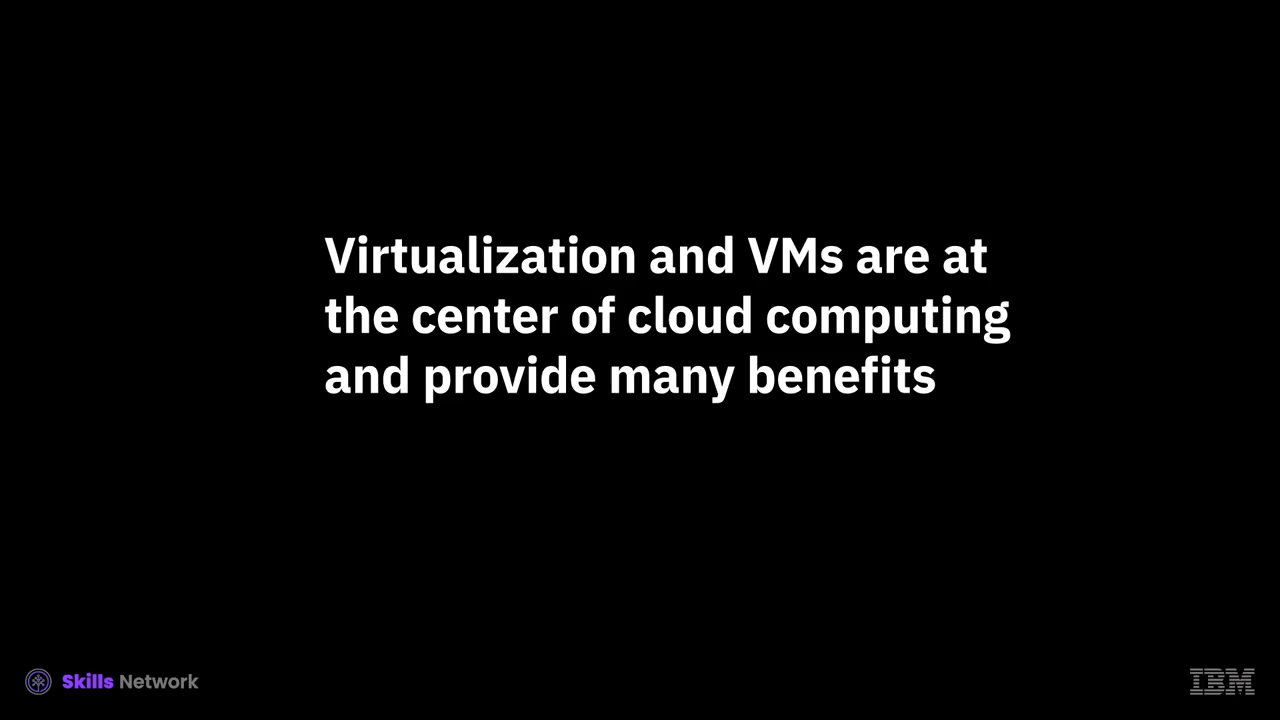 Virtualization and VMs are at
the center of cloud computing
and provide many benefits
Skills Network
IBM